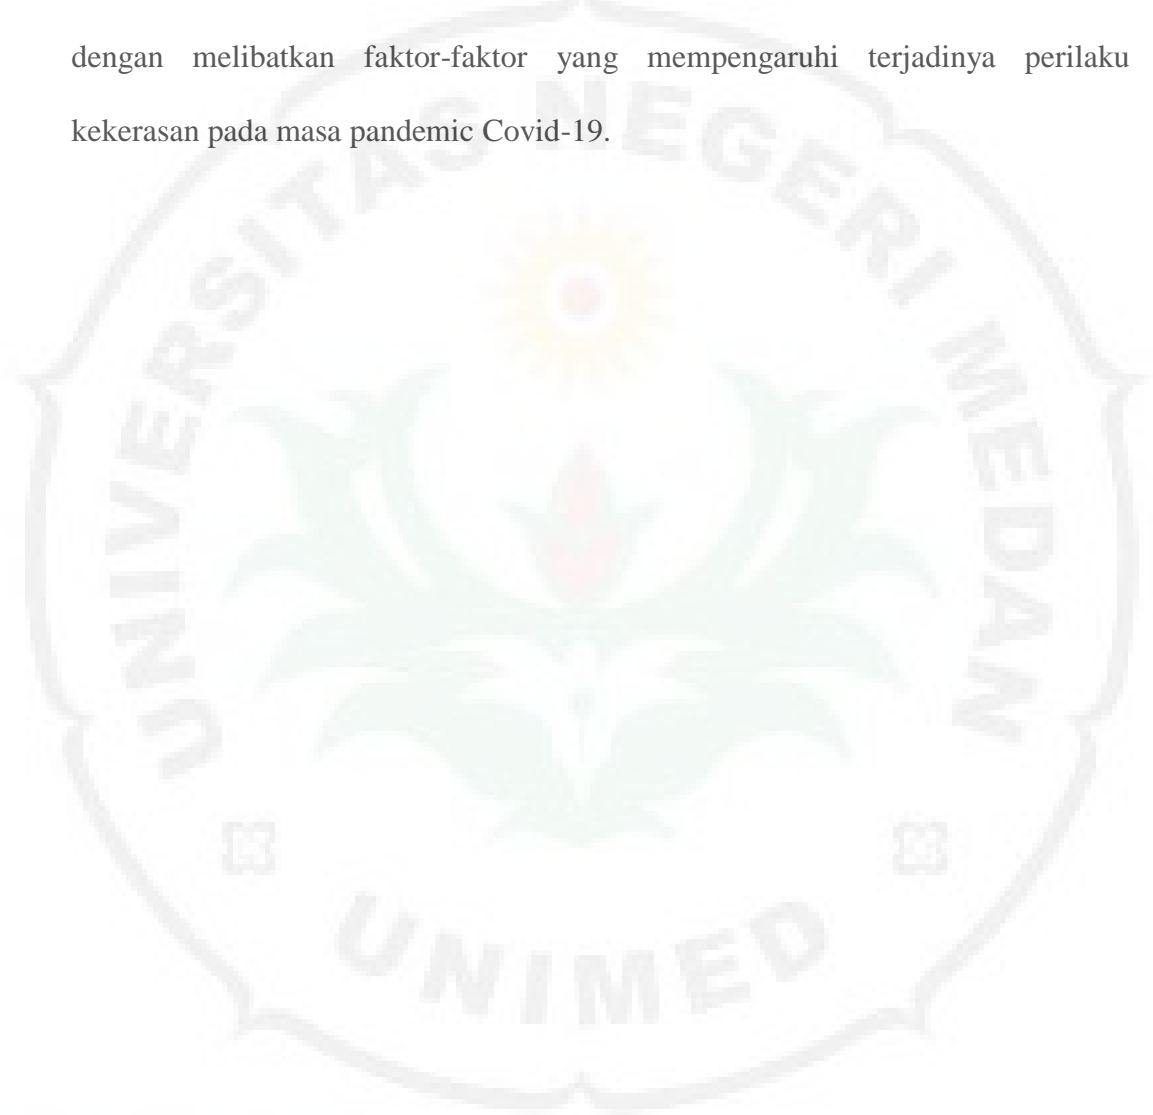 dengan melibatkan faktor-faktor yang mempengaruhi terjadinya perilaku
kekerasan pada masa pandemic Covid-19.
UNIVERSITAS NEGERI MEDAN
UNIMED